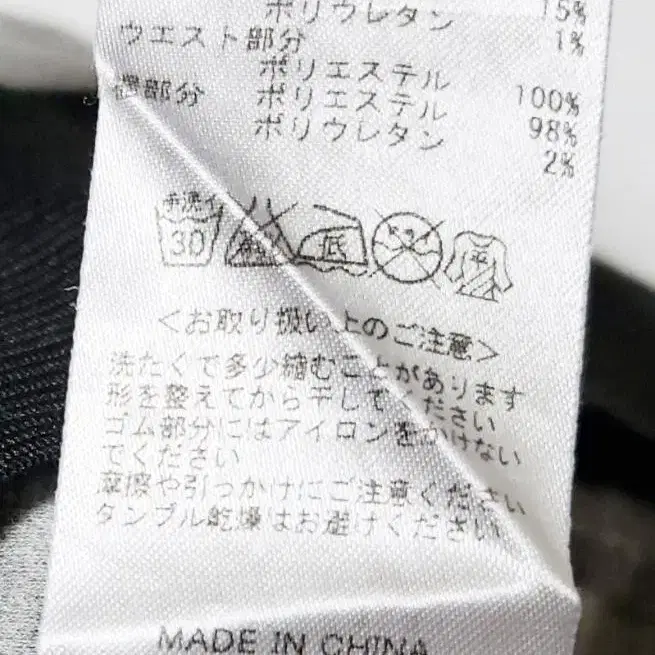 ポリウレタン 15%
ウエスト部分 1%
ポリエステル
部分 ポリエステル 100%
ポリウレタン 98%
2%
手洗イ 30 低 平
<お取り扱い上のご注意>
洗たくで多少縮むことがあります
形を整えてから干してください
ゴム部分にはアイロンをかけない
でください
摩擦や引っかけにご注意ください
タンブル乾燥はお避けください
MADE IN CHINA